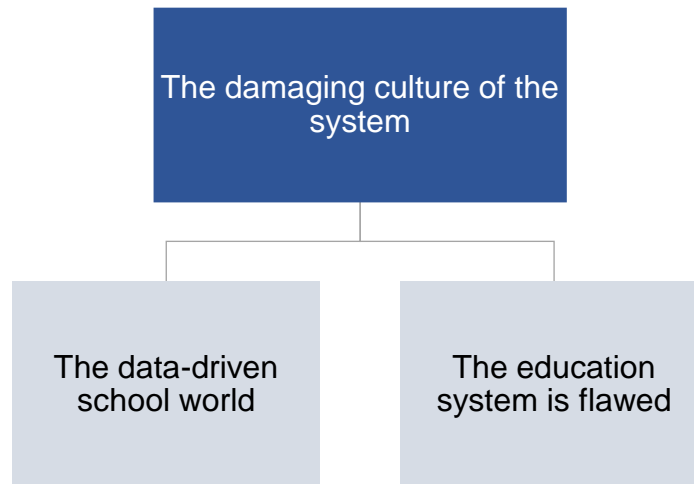 The damaging culture of the
system
The data-driven
school world
The education
system is flawed